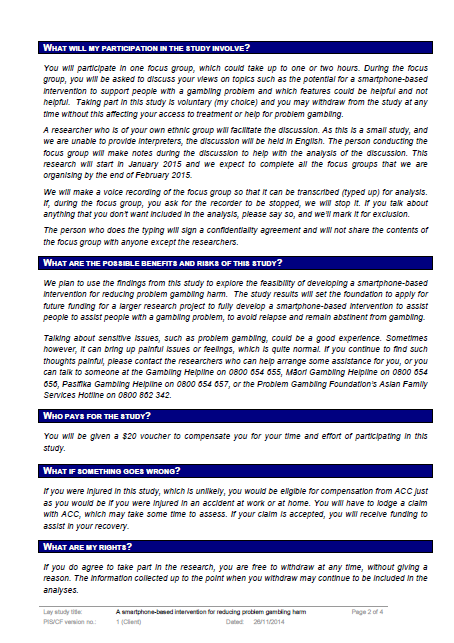 WHAT WILL MY PARTICIPATION IN THE STUDY INVOLVE?
You will participate in one focus group, which could take up to one or two hours. During the focus
group, you will be asked to discuss your views on topics such as the potential for a smartphone-based
intervention to support people with a gambling problem and which features could be helpful and not
helpful. Taking part in this study is voluntary (my choice) and you may withdraw from the study at any
time without this affecting your access to treatment or help for problem gambling.
A researcher who is of your own ethnic group will facilitate the discussion. As this is a small study, and
we are unable to provide interpreters, the discussion will be held in English. The person conducting the
focus group will make notes during the discussion to help with the analysis of the discussion. This
research will start in January 2015 and we expect to complete all the focus groups that we are
organising by the end of February 2015.
We will make a voice recording of the focus group so that it can be transcribed (typed up) for analysis.
If, during the focus group, you ask for the recorder to be stopped, we will stop it. If you talk about
anything that you don't want included in the analysis, please say so, and we'll mark it for exclusion.
The person who does the typing will sign a confidentiality agreement and will not share the contents of
the focus group with anyone except the researchers.
WHAT ARE THE POSSIBLE BENEFITS AND RISKS OF THIS STUDY?
We plan to use the findings from this study to explore the feasibility of developing a smartphone-based
intervention for reducing problem gambling harm. The study results will set the foundation to apply for
future funding for a larger research project to fully develop a smartphone-based intervention to assist
people to assist people with a gambling problem, to avoid relapse and remain abstinent from gambling.
Talking about sensitive issues, such as problem gambling, could be a good experience. Sometimes
however, it can bring up painful issues or feelings, which is quite normal. If you continue to find such
thoughts painful, please contact the researchers who can help arrange some assistance for you, or you
can talk to someone at the Gambling Helpline on 0800 654 655, Māori Gambling Helpline on 0800 654
656, Pasifika Gambling Helpline on 0800 654 657, or the Problem Gambling Foundation's Asian Family
Services Hotline on 0800 862 342.
WHO PAYS FOR THE STUDY?
You will be given a $20 voucher to compensate you for your time and effort of participating in this
study.
WHAT IF SOMETHING GOES WRONG?
If you were injured in this study, which is unlikely, you would be eligible for compensation from ACC just
as you would be if you were injured in an accident at work or at home. You will have to lodge a claim
with ACC, which may take some time to assess. If your claim is accepted, you will receive funding to
assist in your recovery.
WHAT ARE MY RIGHTS?
If you do agree to take part in the research, you are free to withdraw at any time, without giving a
reason. The information collected up to the point when you withdraw may continue to be included in the
analyses.
Lay study title: A smartphone-based intervention for reducing problem gambling harm Page 2 of 4
PIS/CF version no.: 1 (Client) Dated: 26/11/2014